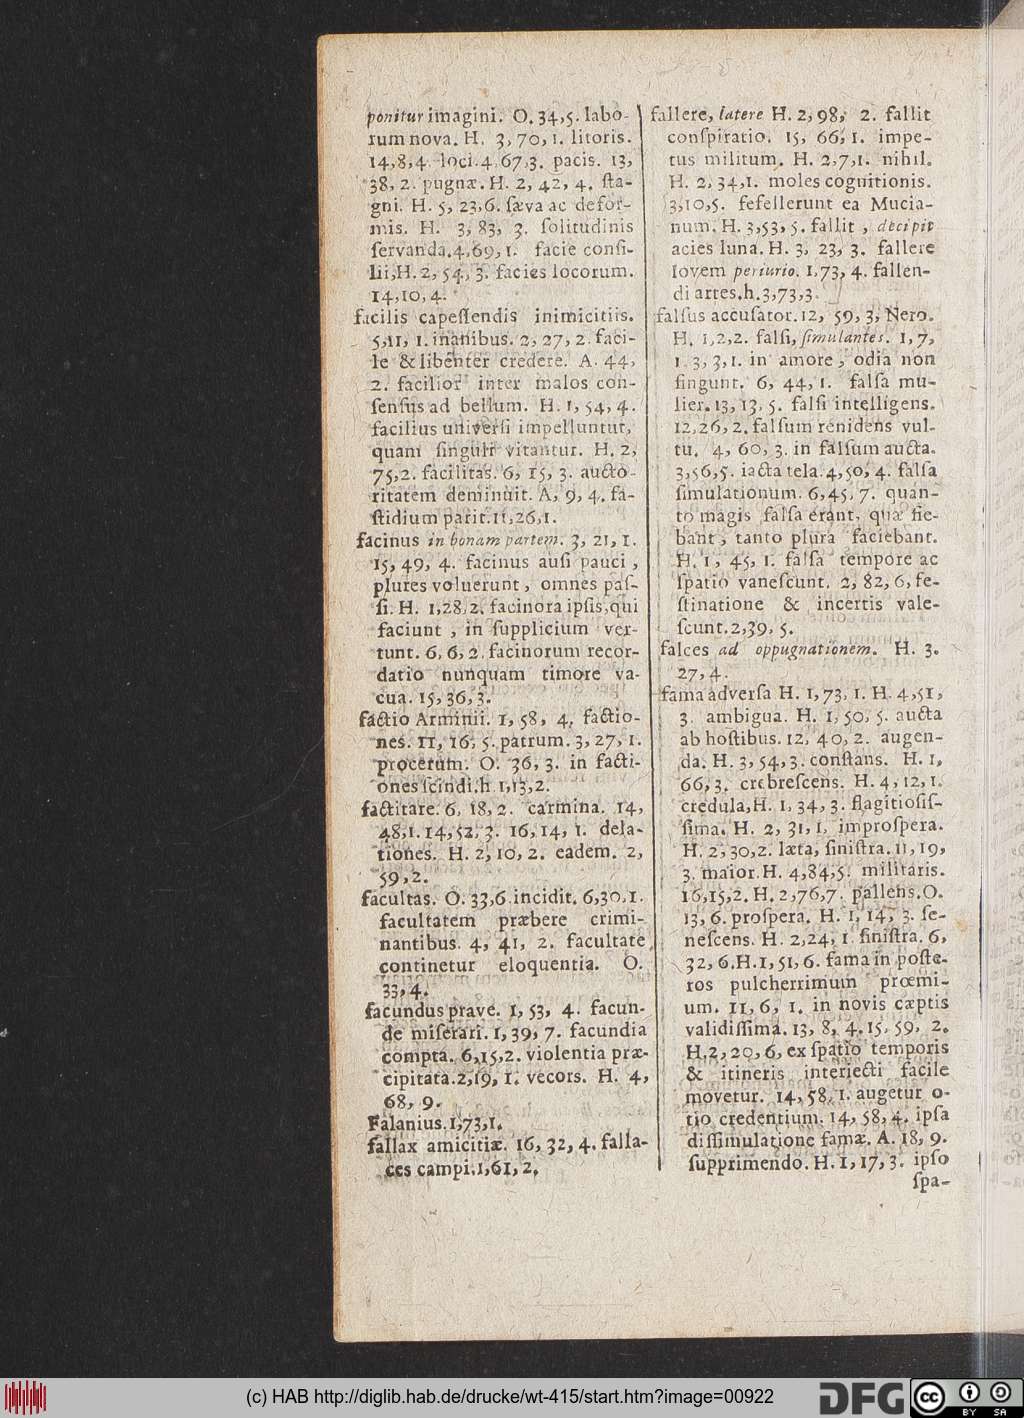 ponitur imagini. O. 34,5. labo-
rum nova. H. 3, 70, 1. litoris.
14,8,4. loci. 4,67,3. pacis. 13,
38, 2. pugnæ. H. 2, 42, 4. ſta-
gni. H. 5, 23,6. ſæva ac defor-
mis. H. 3, 83, 3. ſolitudinis
ſervanda. 4,69, 1. facie conſi-
lii, H. 2, 54, 3. facies locorum.
14,10, 4.
facilis capeſſendis inimicitiis.
5,11, 1. inanibus. 2, 27, 2. faci-
le & libenter credere. A. 44,
2. facilior inter malos con-
ſenſus ad bellum. H. 1, 54, 4.
facilius univerſi impelluntur,
quam ſinguli vitantur. H. 2,
75,2. facilitas. 6, 15, 3. aucto-
ritatem deminuit. A, 9, 4. fa-
ſtidium parit. 11,26,1.
facinus in bonam partem. 3, 21, 1.
15, 49, 4. facinus auſi pauci,
plures voluerunt, omnes paſ-
ſi. H. 1,28,2. facinora ipſis, qui
faciunt, in ſupplicium ver-
tunt. 6, 6, 2. facinorum recor-
datio nunquam timore va-
cua. 15, 36, 3.
factio Arminii. 1, 58, 4. factio-
nes. 11, 16, 5. patrum. 3, 27, 1.
procerum. O. 36, 3. in facti-
ones ſcindi. h. 1,13,2.
factitare. 6, 18, 2. carmina. 14,
48,1. 14,52, 3. 16, 14, 1. dela-
tiones. H. 2, 10, 2. eadem. 2,
59,2.
facultas. O. 33,6. incidit. 6,30,1.
facultatem præbere crimi-
nantibus. 4, 41, 2. facultate
continetur eloquentia. O.
33, 4.
facundus prave. 1, 53, 4. facun-
de miſerari. 1, 39, 7. facundia
compta. 6,15,2. violentia præ-
cipitata. 2,19, 1. vecors. H. 4,
68, 9.
Falanius. 1,73,1.
fallax amicitiæ. 16, 32, 4. falla-
ces campi. 1,61, 2.
fallere, latere H. 2, 98, 2. fallit
conſpiratio. 15, 66, 1. impe-
tus militum. H. 2,7,1. nihil.
H. 2, 34,1. moles cognitionis.
3,10,5. fefellerunt ea Mucia-
num. H. 3,53, 5. fallit, decipit
acies luna. H. 3, 23, 3. fallere
Iovem periurio. 1,73, 4. fallen-
di artes. h. 3,73,3.
falſus accuſator. 12, 59, 3, Nero.
H. 1,2,2. falſi, ſimulantes. 1, 7,
1. 3, 3,1. in amore, odia non
fingunt. 6, 44, 1. falſa mu-
lier. 13, 13, 5. falſi intelligens.
12,26, 2. falſum renidens vul-
tu. 4, 60, 3. in falſum aucta.
3,56,5. iacta tela. 4,50, 4. falſa
ſimulationum. 6,45, 7. quan-
to magis falſa erant, quæ fie-
bant, tanto plura faciebant.
H. 1, 45, 1. falſa tempore ac
ſpatio vaneſcunt. 2, 82, 6, fe-
ſtinatione & incertis vale-
ſcunt. 2,39, 5.
falces ad oppugnationem. H. 3.
27, 4.
fama adverſa H. 1, 73, 1. H. 4,51,
3. ambigua. H. 1, 50, 5. aucta
ab hoſtibus. 12, 40, 2. augen-
da. H. 3, 54, 3. conſtans. H. 1,
66, 3. crebreſcens. H. 4, 12, 1.
credula, H. 1, 34, 3. flagitioſiſ-
ſima. H. 2, 31, 1, improſpera.
H. 2, 30,2. læta, ſiniſtra. 11, 19,
3. maior. H. 4,84,5. militaris.
16,15,2. H. 2,76,7. pallens. O.
13, 6. proſpera. H. 1, 14, 3. ſe-
neſcens. H. 2,24, 1. ſiniſtra. 6,
32, 6. H. 1, 51, 6. fama in poſte-
ros pulcherrimum prœmi-
um. 11, 6, 1. in novis cæptis
validiſſima. 13, 8, 4. 15, 59, 2.
H. 2, 20, 6, ex ſpatio temporis
& itineris interiecti facile
movetur. 14, 58, 1. augetur o-
tio credentium. 14, 58, 4. ipſa
diſſimulatione famæ. A. 18, 9.
ſupprimendo. H. 1, 17, 3. ipſo
ſpa-
(c) HAB http://diglib.hab.de/drucke/wt-415/start.htm?image=00922
DFG
cc
BY
SA